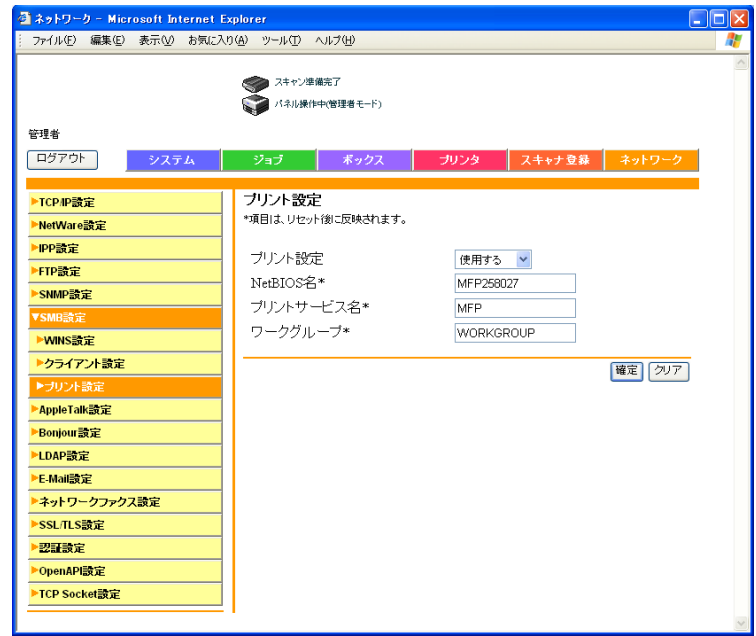 ネットワーク - Microsoft Internet Explorer
ファイル(F) 編集(E) 表示(V) お気に入り(A) ツール(T) ヘルプ(H)
スキャン準備完了
パネル操作中(管理者モード)
管理者
ログアウト システム ジョブ ボックス プリンタ スキャナ登録 ネットワーク
TCP/IP設定
NetWare設定
IPP設定
FTP設定
SNMP設定
SMB設定
WINS設定
クライアント設定
プリント設定
AppleTalk設定
Bonjour設定
LDAP設定
E-Mail設定
ネットワークファクス設定
SSL/TLS設定
認証設定
OpenAPI設定
TCP Socket設定
プリント設定
*項目は、リセット後に反映されます。
プリント設定 使用する
NetBIOS名* MFP258027
プリントサービス名* MFP
ワークグループ* WORKGROUP
確定 クリア